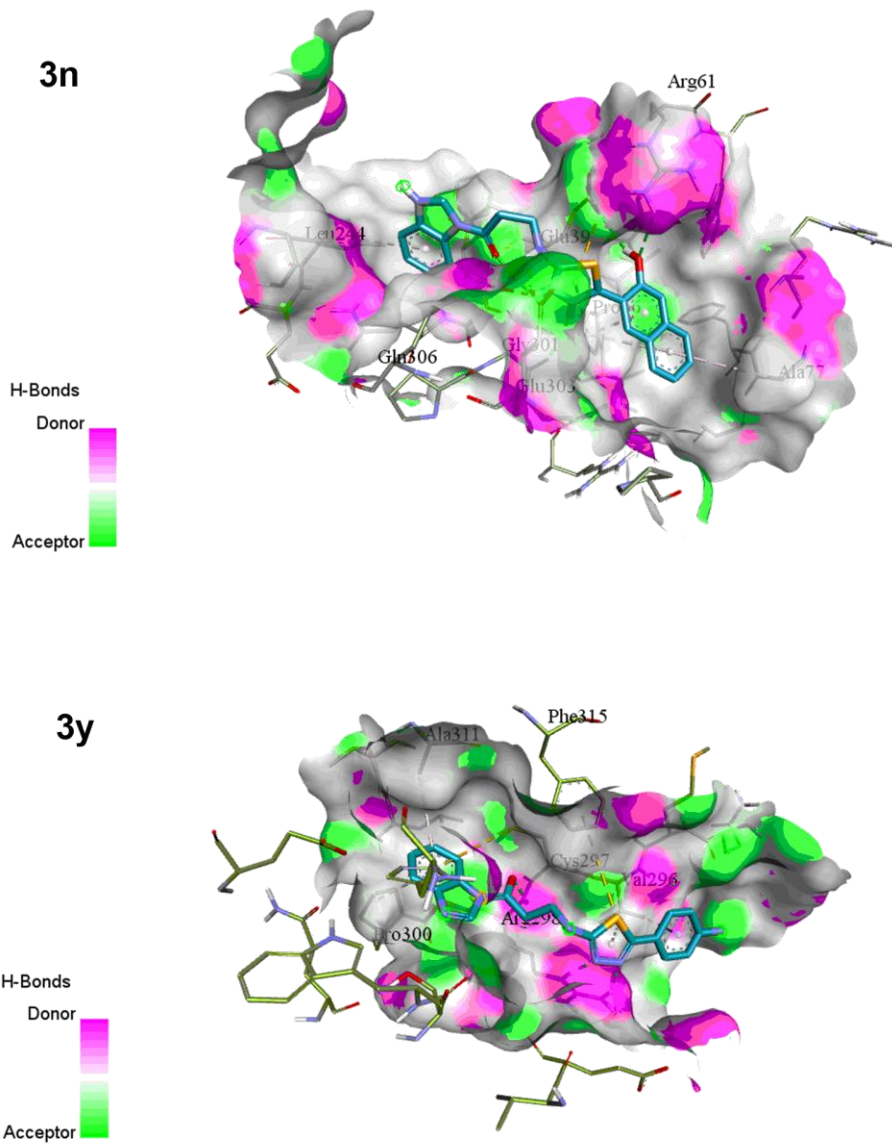 3n
Arg61
Leu244
Glu39
Gly301
Gln306
Glu303
Ala77
H-Bonds
Donor
Acceptor
3y
Phe315
Ala311
Cys297
Val296
Arg298
Pro300
H-Bonds
Donor
Acceptor